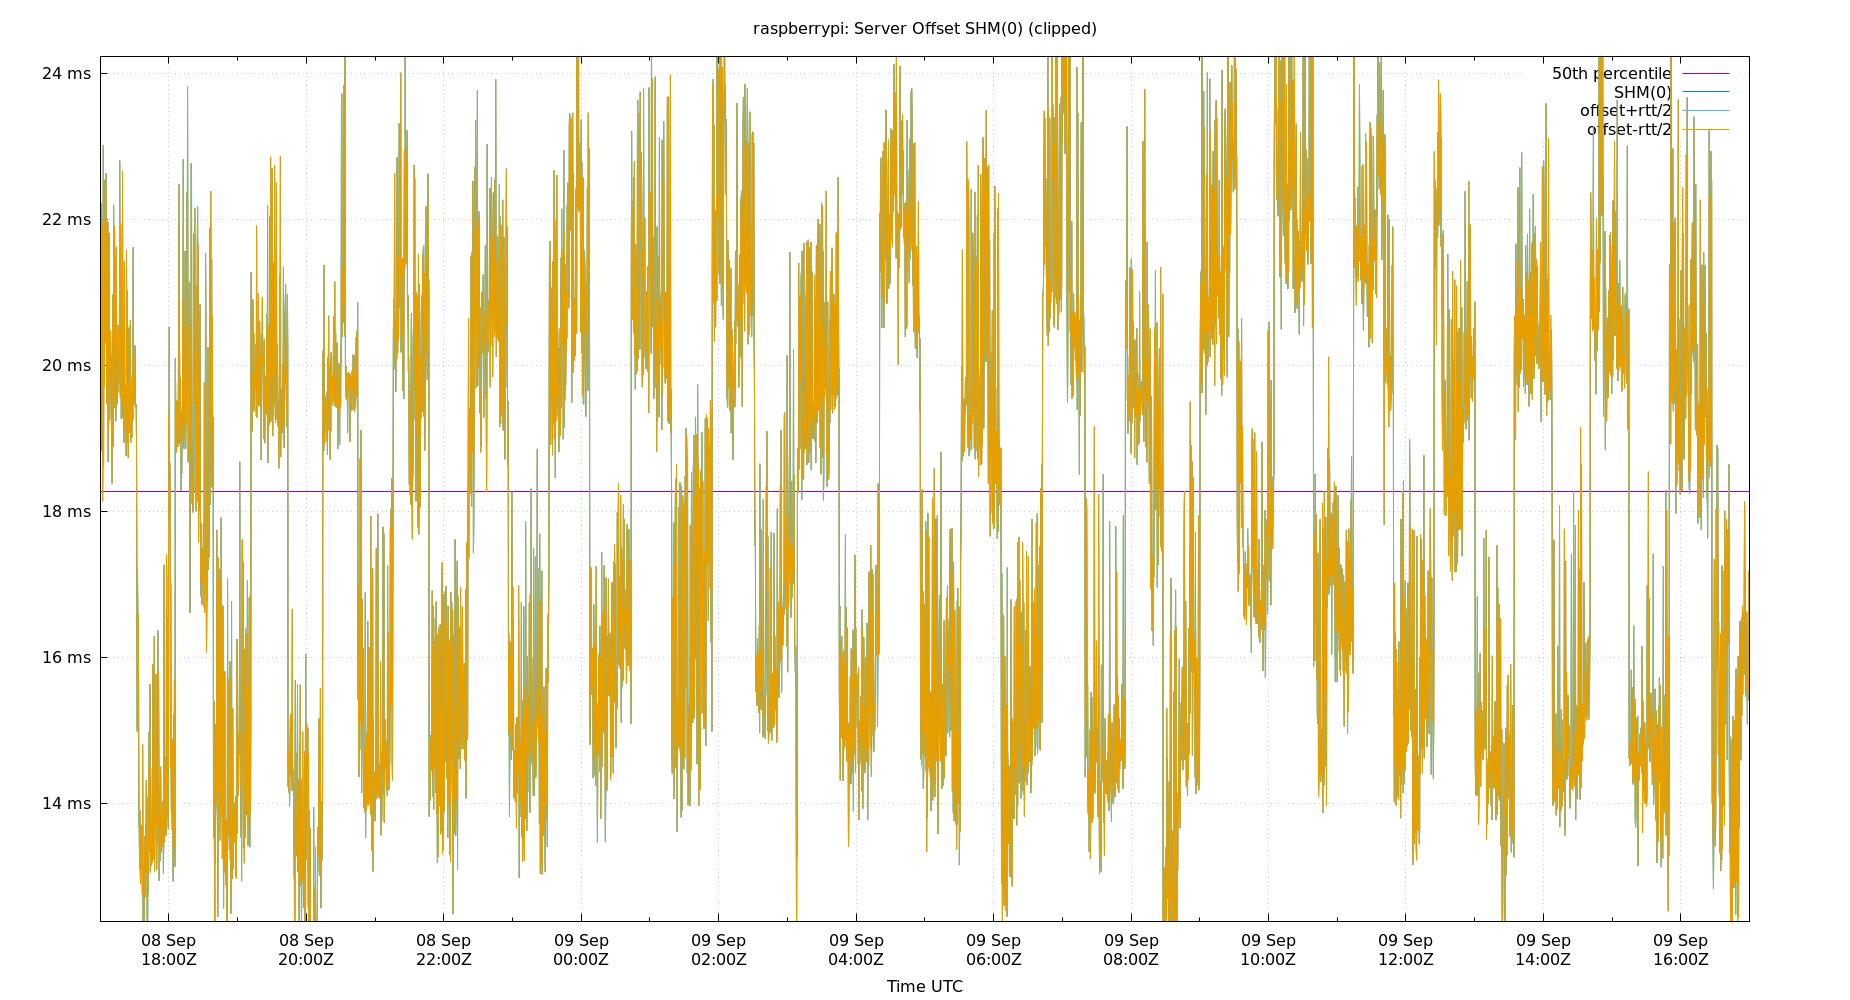 raspberrypi: Server Offset SHM(0) (clipped)
24 ms
22 ms
20 ms
18 ms
16 ms
14 ms
50th percentile
SHM(0)
offset+rtt/2
offset-rtt/2
08 Sep 08 Sep 08 Sep 09 Sep 09 Sep 09 Sep 09 Sep 09 Sep 09 Sep 09 Sep 09 Sep 09 Sep
18:00Z 20:00Z 22:00Z 00:00Z 02:00Z 04:00Z 06:00Z 08:00Z 10:00Z 12:00Z 14:00Z 16:00Z
Time UTC